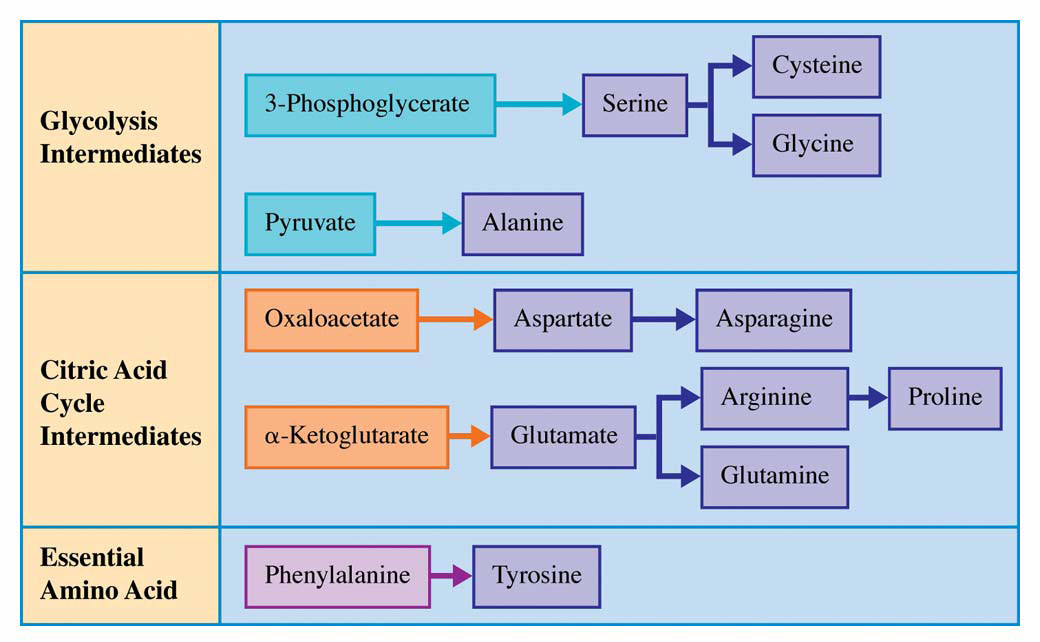 Glycolysis
Intermediates
3-Phosphoglycerate
Serine
Cysteine
Glycine
Pyruvate
Alanine
Citric Acid
Cycle
Intermediates
Oxaloacetate
Aspartate
Asparagine
α-Ketoglutarate
Glutamate
Arginine
Proline
Glutamine
Essential
Amino Acid
Phenylalanine
Tyrosine